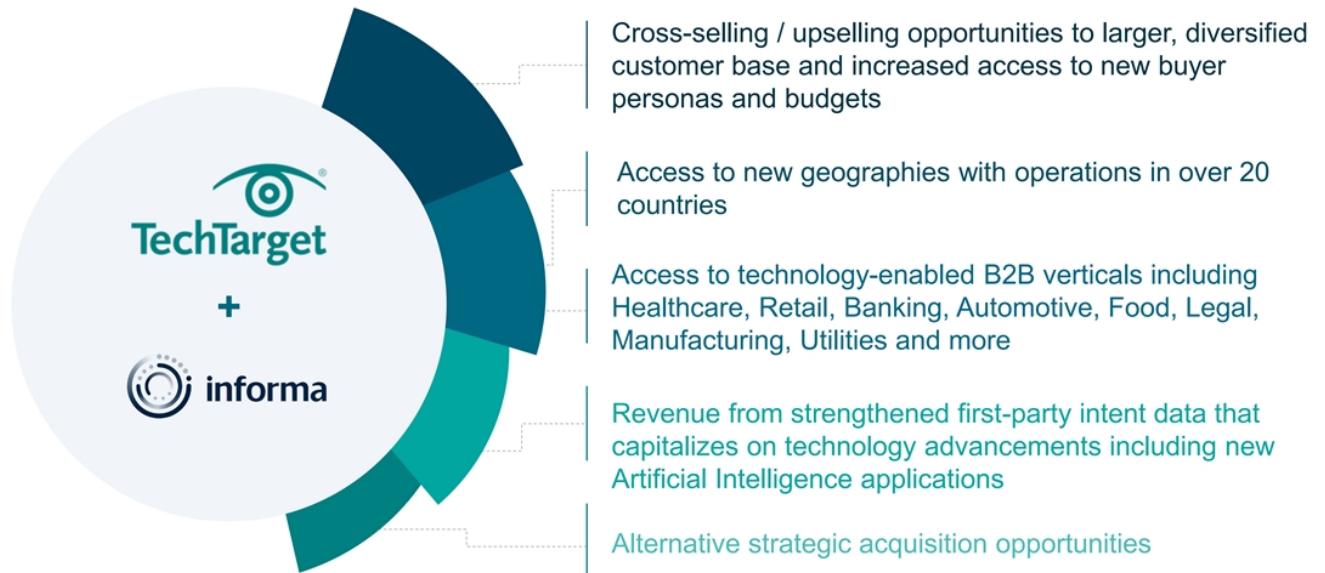 TechTarget®
+
informa
Cross-selling / upselling opportunities to larger, diversified
customer base and increased access to new buyer
personas and budgets
Access to new geographies with operations in over 20
countries
Access to technology-enabled B2B verticals including
Healthcare, Retail, Banking, Automotive, Food, Legal,
Manufacturing, Utilities and more
Revenue from strengthened first-party intent data that
capitalizes on technology advancements including new
Artificial Intelligence applications
Alternative strategic acquisition opportunities